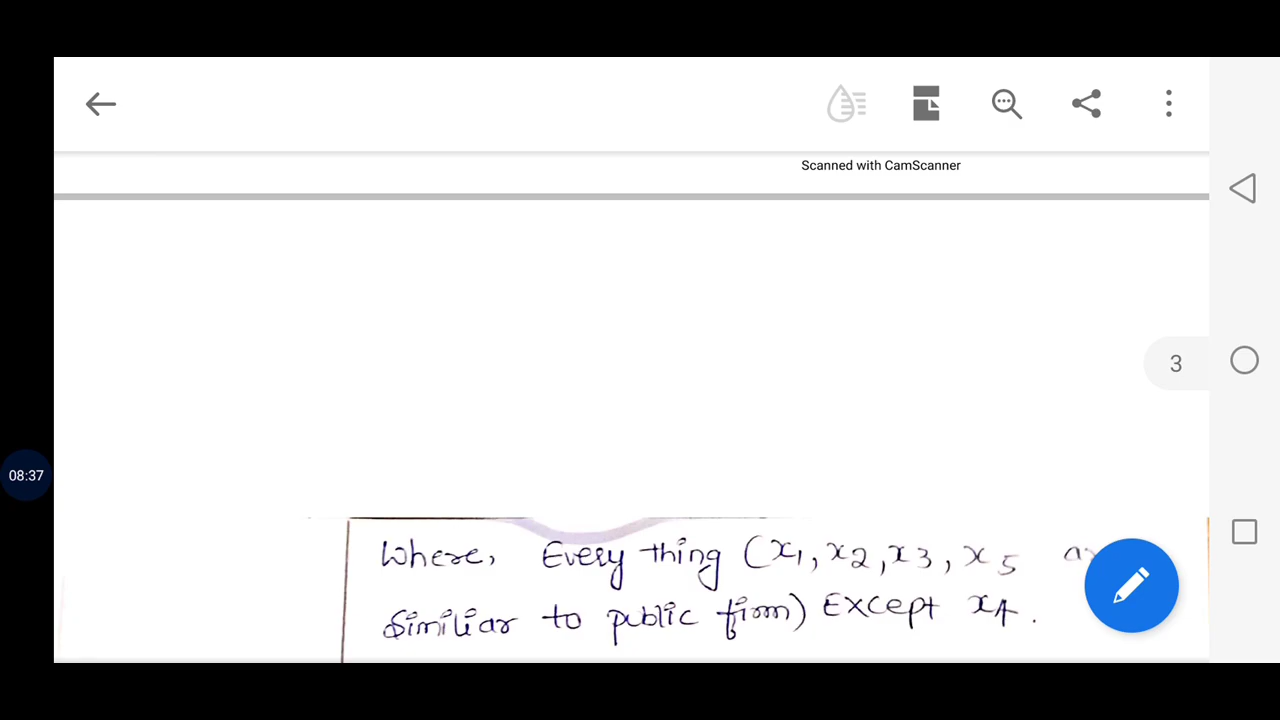 Scanned with CamScanner
3
08:37
Where, Every thing (x1, x2, x3, x5
Similiar to public firm) Except x4.